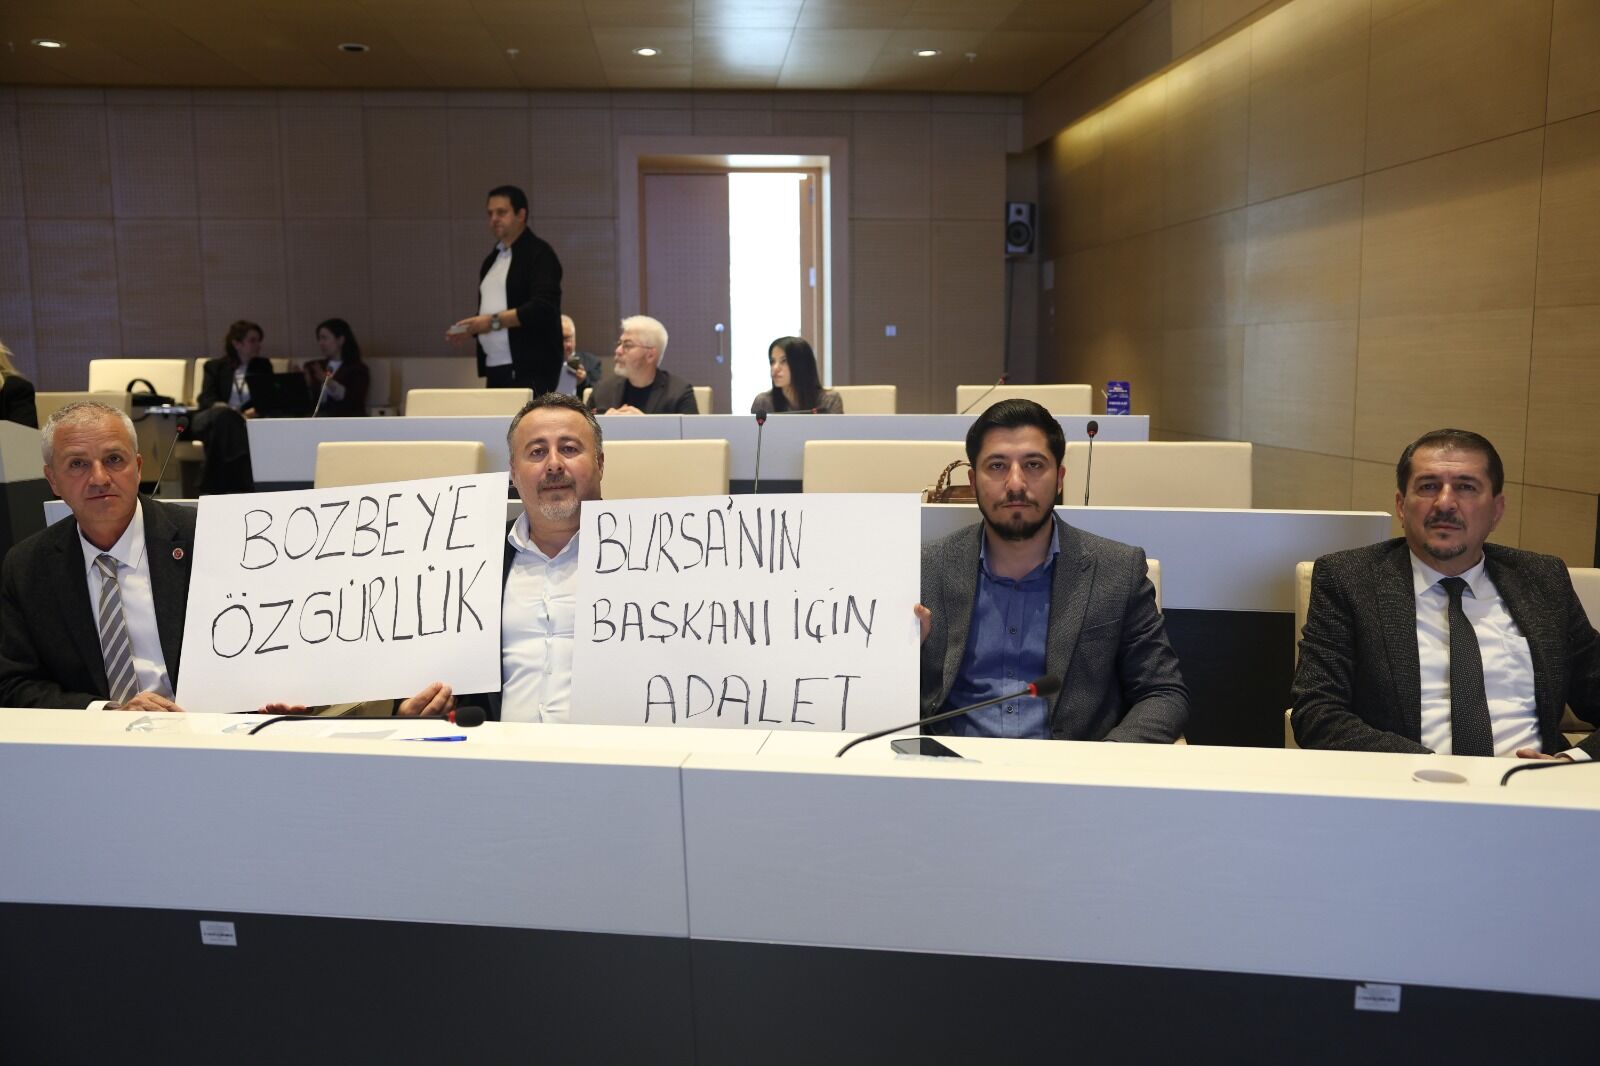 BOZBEY'E
ÖZGÜRLÜK
BURSA'NIN
BAŞKANI İÇİN
ADALET